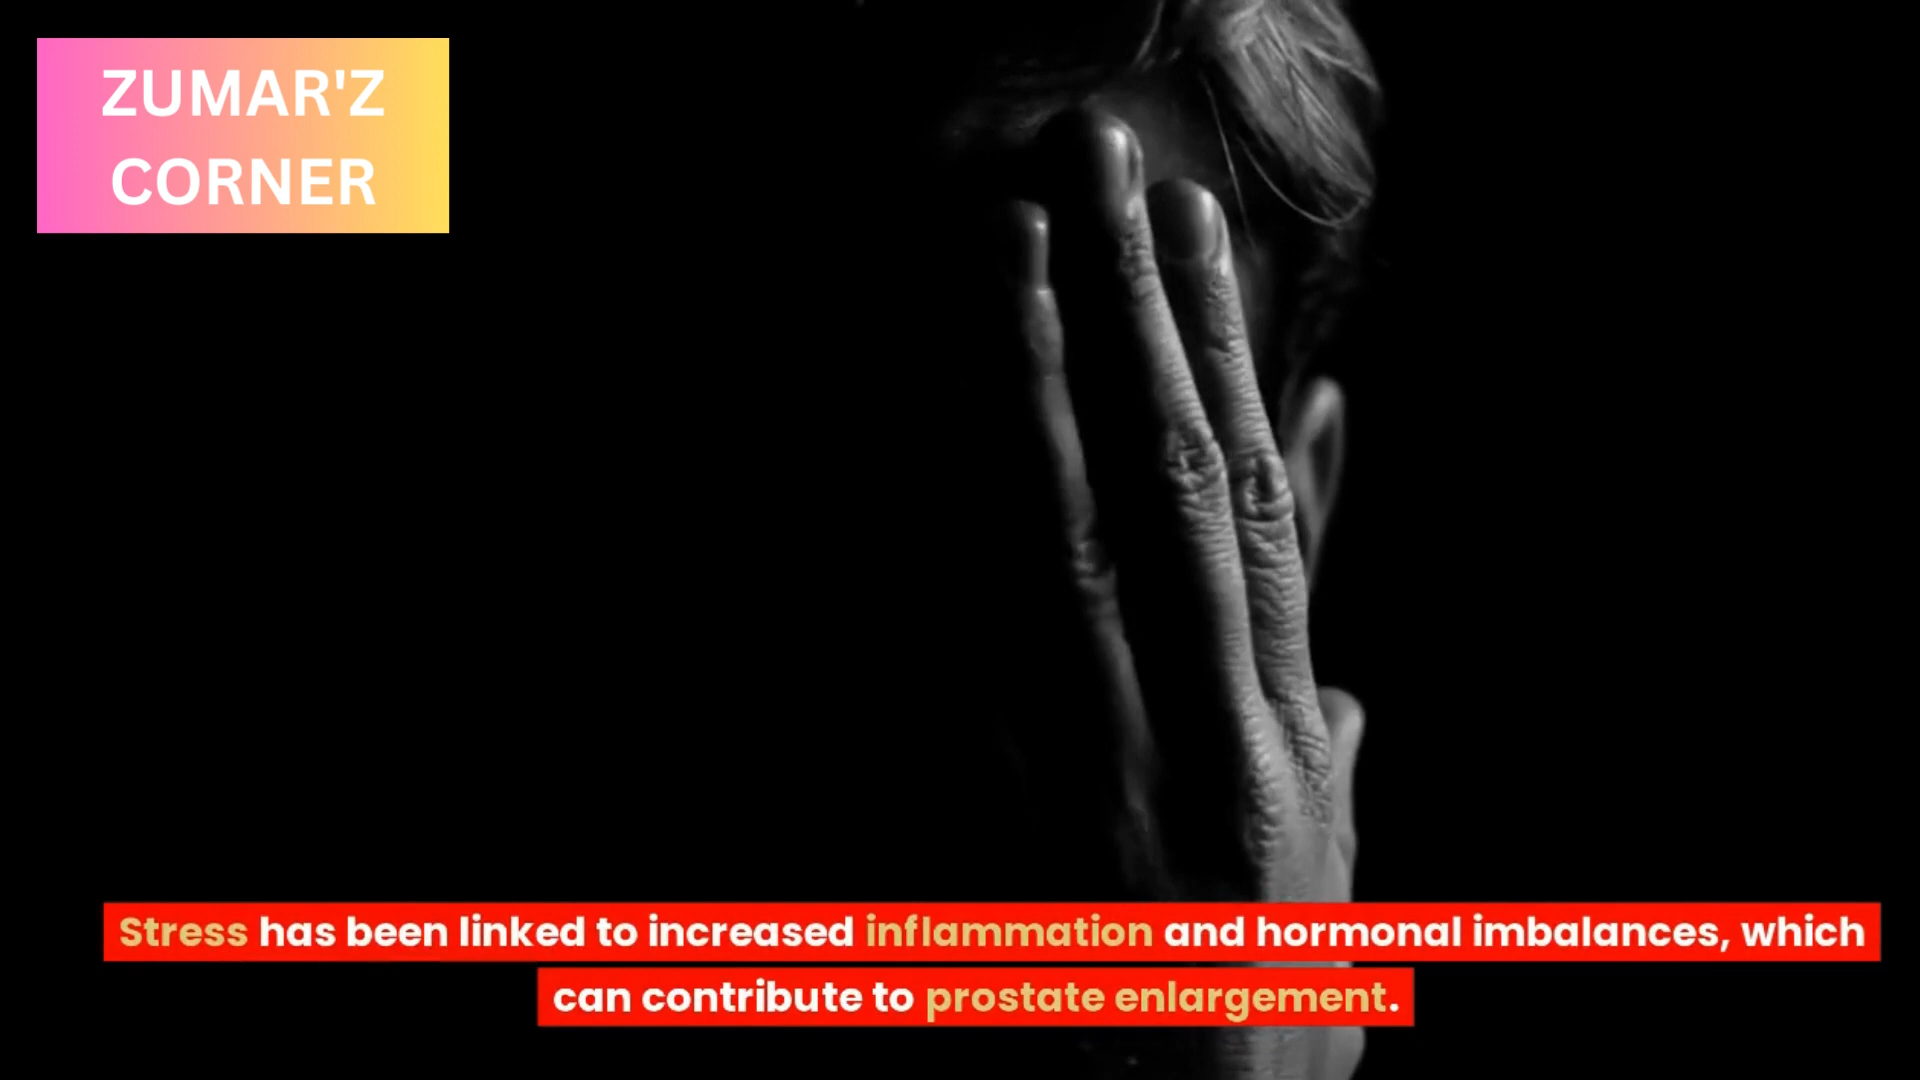 ZUMAR'Z
CORNER
Stress has been linked to increased inflammation and hormonal imbalances, which
can contribute to prostate enlargement.